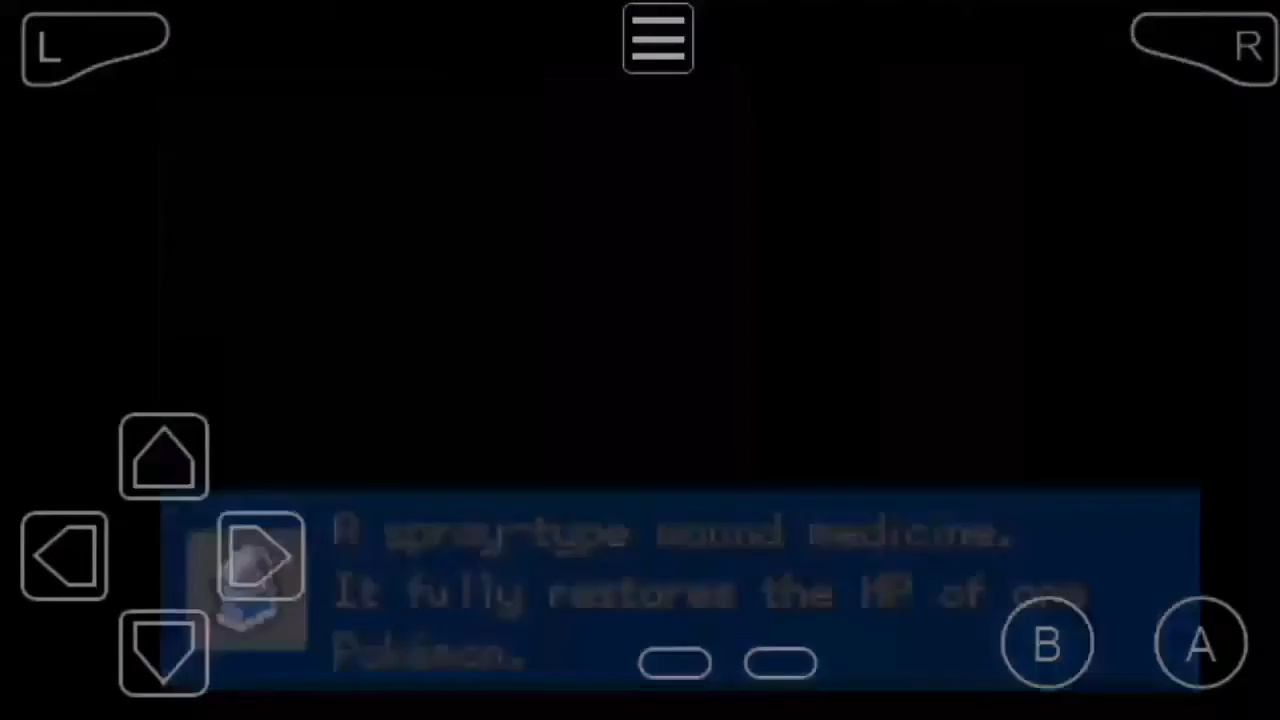 L
R
A spray-type wound medicine.
It fully restores the HP of one
Pokémon.
B
A